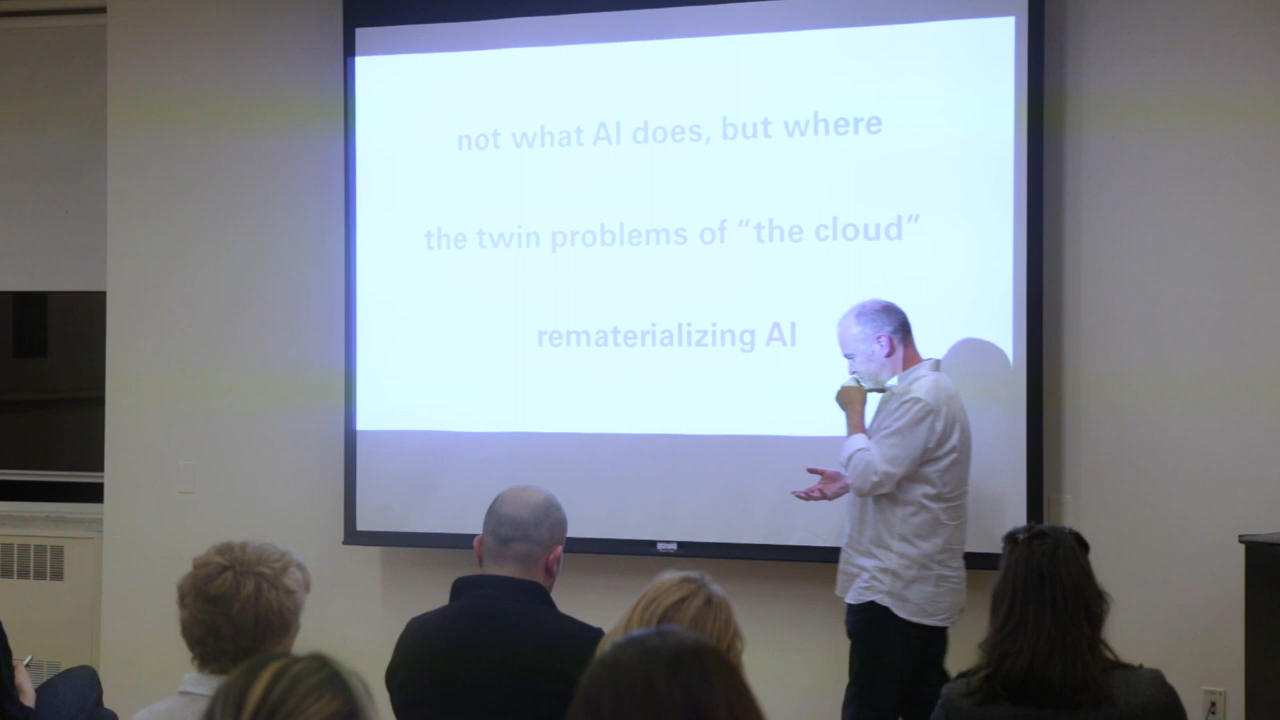 not what AI does, but where
the twin problems of “the cloud”
rematerializing AI